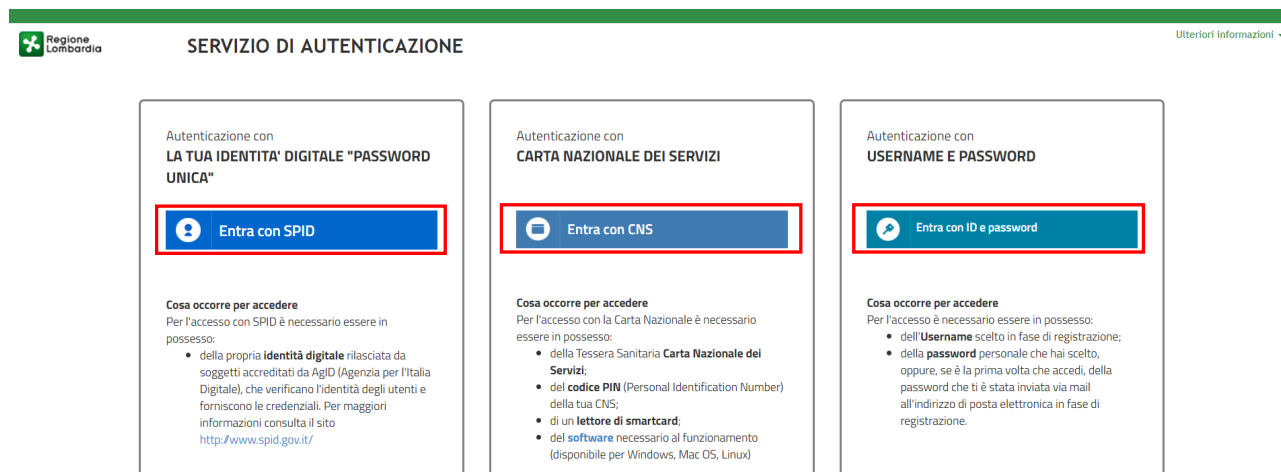 Regione
Lombardia
SERVIZIO DI AUTENTICAZIONE
Ulteriori informazioni
Autenticazione con
LA TUA IDENTITA' DIGITALE "PASSWORD
UNICA"
Entra con SPID
Cosa occorre per accedere
Per l'accesso con SPID è necessario essere in
possesso:
• della propria identità digitale rilasciata da
soggetti accreditati da AgID (Agenzia per l'Italia
Digitale), che verificano l'identità degli utenti e
forniscono le credenziali. Per maggiori
informazioni consulta il sito
http://www.spid.gov.it/
Autenticazione con
CARTA NAZIONALE DEI SERVIZI
Entra con CNS
Cosa occorre per accedere
Per l'accesso con la Carta Nazionale è necessario
essere in possesso:
• della Tessera Sanitaria Carta Nazionale dei
Servizi;
• del codice PIN (Personal Identification Number)
della tua CNS;
• di un lettore di smartcard;
• del software necessario al funzionamento
(disponibile per Windows, Mac OS, Linux)
Autenticazione con
USERNAME E PASSWORD
Entra con ID e password
Cosa occorre per accedere
Per l'accesso è necessario essere in possesso:
• dell'Username scelto in fase di registrazione;
• della password personale che hai scelto,
oppure, se è la prima volta che accedi, della
password che ti è stata inviata via mail
all'indirizzo di posta elettronica in fase di
registrazione.